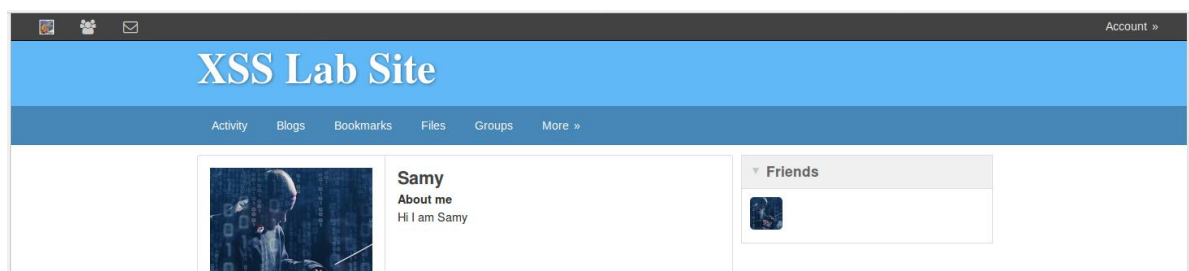 Account »
XSS Lab Site
Activity Blogs Bookmarks Files Groups More »
Samy
About me
Hi I am Samy
Friends